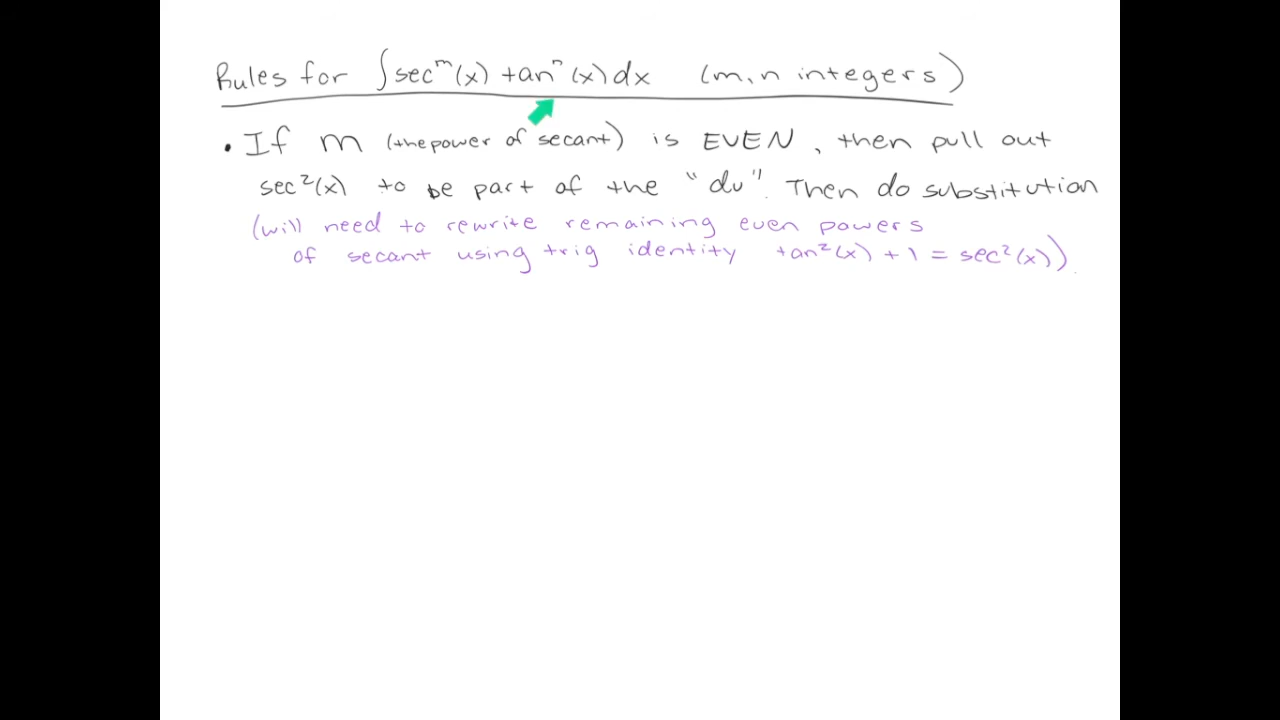 Rules for ∫secᵐ(x) tanⁿ(x)dx (m,n integers)
• If m (the power of secant) is EVEN, then pull out
sec²(x) to be part of the "du". Then do substitution
(will need to rewrite remaining even powers
of secant using trig identity tan²(x) + 1 = sec²(x))